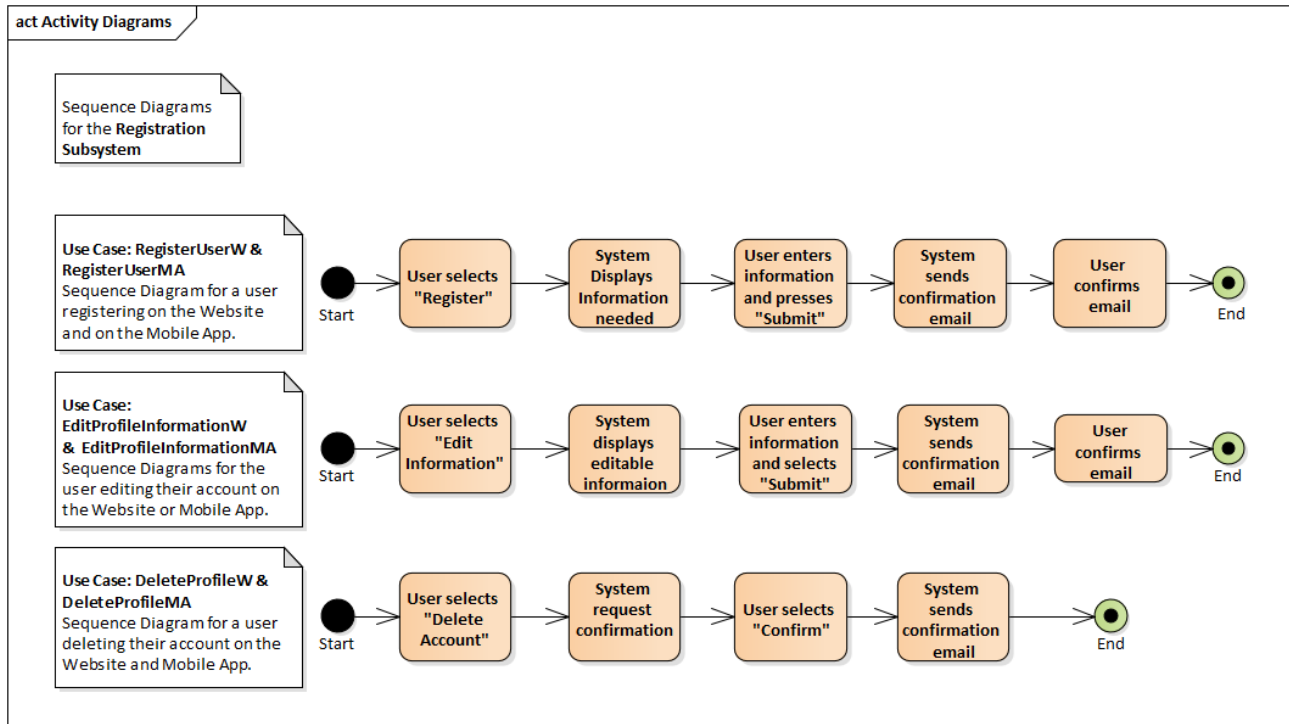 act Activity Diagrams
Sequence Diagrams
for the Registration
Subsystem
Use Case: RegisterUserW &
RegisterUserMA
Sequence Diagram for a user
registering on the Website
and on the Mobile App.
Start
User selects
"Register"
System
Displays
Information
needed
User enters
information
and presses
"Submit"
System
sends
confirmation
email
User
confirms
email
End
Use Case:
EditProfileInformationW
& EditProfileInformationMA
Sequence Diagrams for the
user editing their account on
the Website or Mobile App.
Start
User selects
"Edit
Information"
System
displays
editable
informaion
User enters
information
and selects
"Submit"
System
sends
confirmation
email
User
confirms
email
End
Use Case: DeleteProfileW &
DeleteProfileMA
Sequence Diagram for a user
deleting their account on the
Website and Mobile App.
Start
User selects
"Delete
Account"
System
request
confirmation
User selects
"Confirm"
System
sends
confirmation
email
End